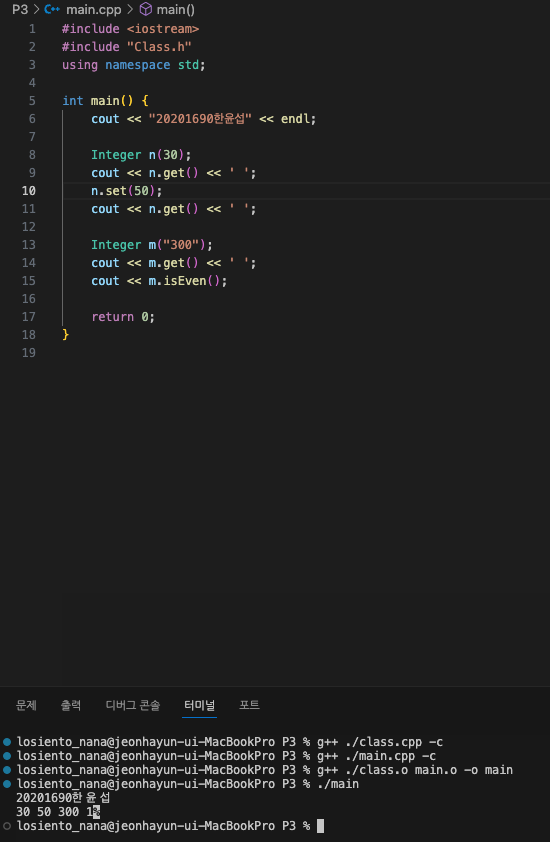 P3 > C++ main.cpp > main()
1 #include <iostream>
2 #include "Class.h"
3 using namespace std;
4
5 int main() {
6 cout << "20201690한윤섭" << endl;
7
8 Integer n(30);
9 cout << n.get() << ' ';
10 n.set(50);
11 cout << n.get() << ' ';
12
13 Integer m("300");
14 cout << m.get() << ' ';
15 cout << m.isEven();
16
17 return 0;
18 }
19
문제 출력 디버그 콘솔 터미널 포트
losiento_nana@jeonhayun-ui-MacBookPro P3 % g++ ./class.cpp -c
losiento_nana@jeonhayun-ui-MacBookPro P3 % g++ ./main.cpp -c
losiento_nana@jeonhayun-ui-MacBookPro P3 % g++ ./class.o main.o -o main
losiento_nana@jeonhayun-ui-MacBookPro P3 % ./main
20201690한 윤 섭
30 50 300 1%
losiento_nana@jeonhayun-ui-MacBookPro P3 %